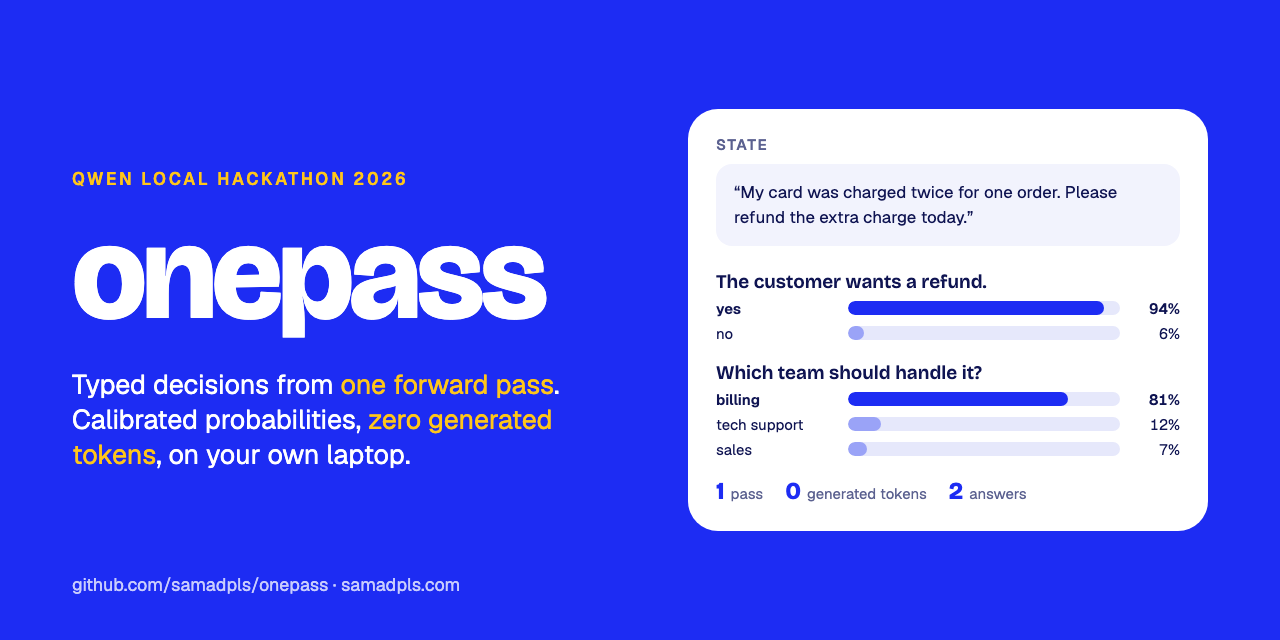 QWEN LOCAL HACKATHON 2026
onepass
Typed decisions from one forward pass.
Calibrated probabilities, zero generated
tokens, on your own laptop.
github.com/samadpls/onepass · samadpls.com
STATE
“My card was charged twice for one order. Please
refund the extra charge today.”
The customer wants a refund.
yes 94%
no 6%
Which team should handle it?
billing 81%
tech support 12%
sales 7%
1 pass 0 generated tokens 2 answers